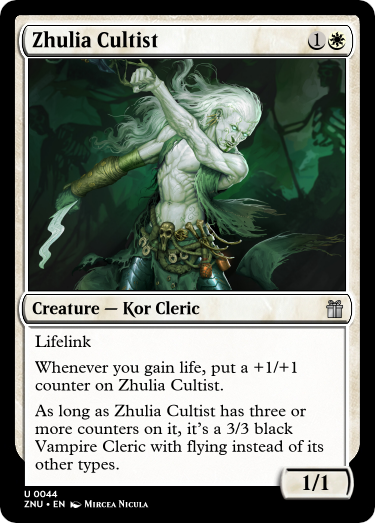 Zhulia Cultist 1
Creature — Kor Cleric
Lifelink
Whenever you gain life, put a +1/+1
counter on Zhulia Cultist.
As long as Zhulia Cultist has three or
more counters on it, it's a 3/3 black
Vampire Cleric with flying instead of its
other types.
1/1
U 0044
ZNU • EN Mircea Nicula